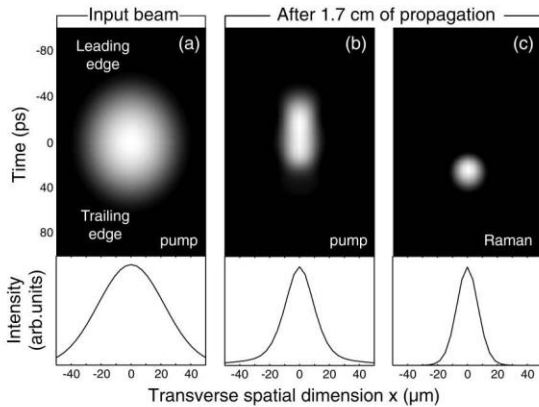 Input beam
After 1.7 cm of propagation
(a)
(b)
(c)
Leading
edge
Trailing
edge
pump
pump
Raman
Time (ps)
-80
-40
0
40
80
Intensity
(arb.units)
-40 -20 0 20 40
-40 -20 0 20 40
-40 -20 0 20 40
Transverse spatial dimension x (μm)